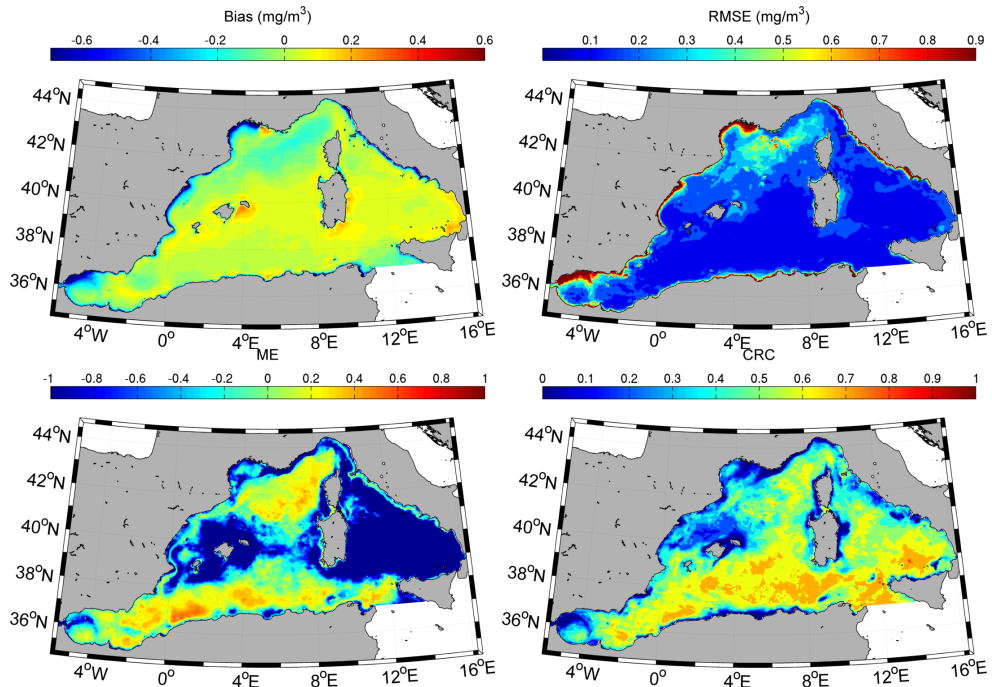 Bias (mg/m³) RMSE (mg/m³)
-0.6 -0.4 -0.2 0 0.2 0.4 0.6 0.1 0.2 0.3 0.4 0.5 0.6 0.7 0.8 0.9
44°N 44°N
42°N 42°N
40°N 40°N
38°N 38°N
36°N 36°N
4°W 0° 4°E 8°E 12°E 16°E 4°W 0° 4°E 8°E 12°E 16°E
ME CRC
-1 -0.8 -0.6 -0.4 -0.2 0 0.2 0.4 0.6 0.8 1 0 0.1 0.2 0.3 0.4 0.5 0.6 0.7 0.8 0.9 1
44°N 44°N
42°N 42°N
40°N 40°N
38°N 38°N
36°N 36°N
4°W 0° 4°E 8°E 12°E 16°E 4°W 0° 4°E 8°E 12°E 16°E